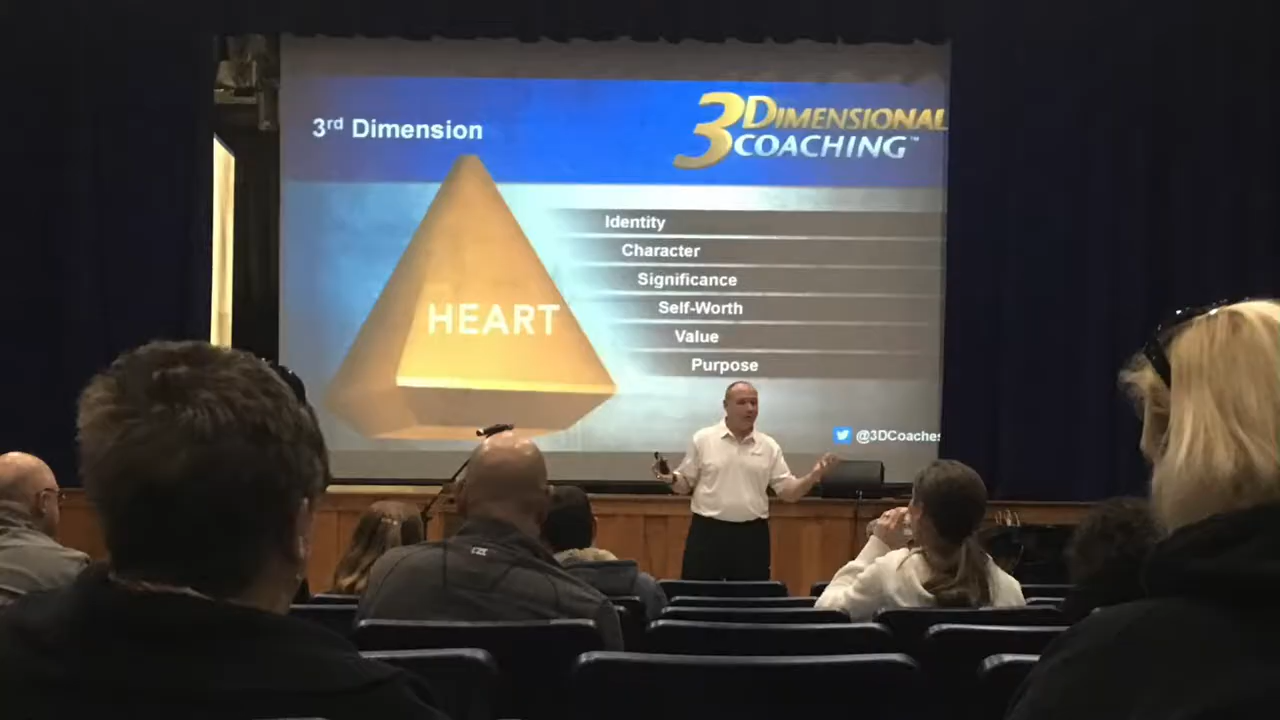 3rd Dimension
3DIMENSIONAL
COACHING™
Identity
Character
Significance
Self-Worth
Value
Purpose
HEART
@3DCoaches